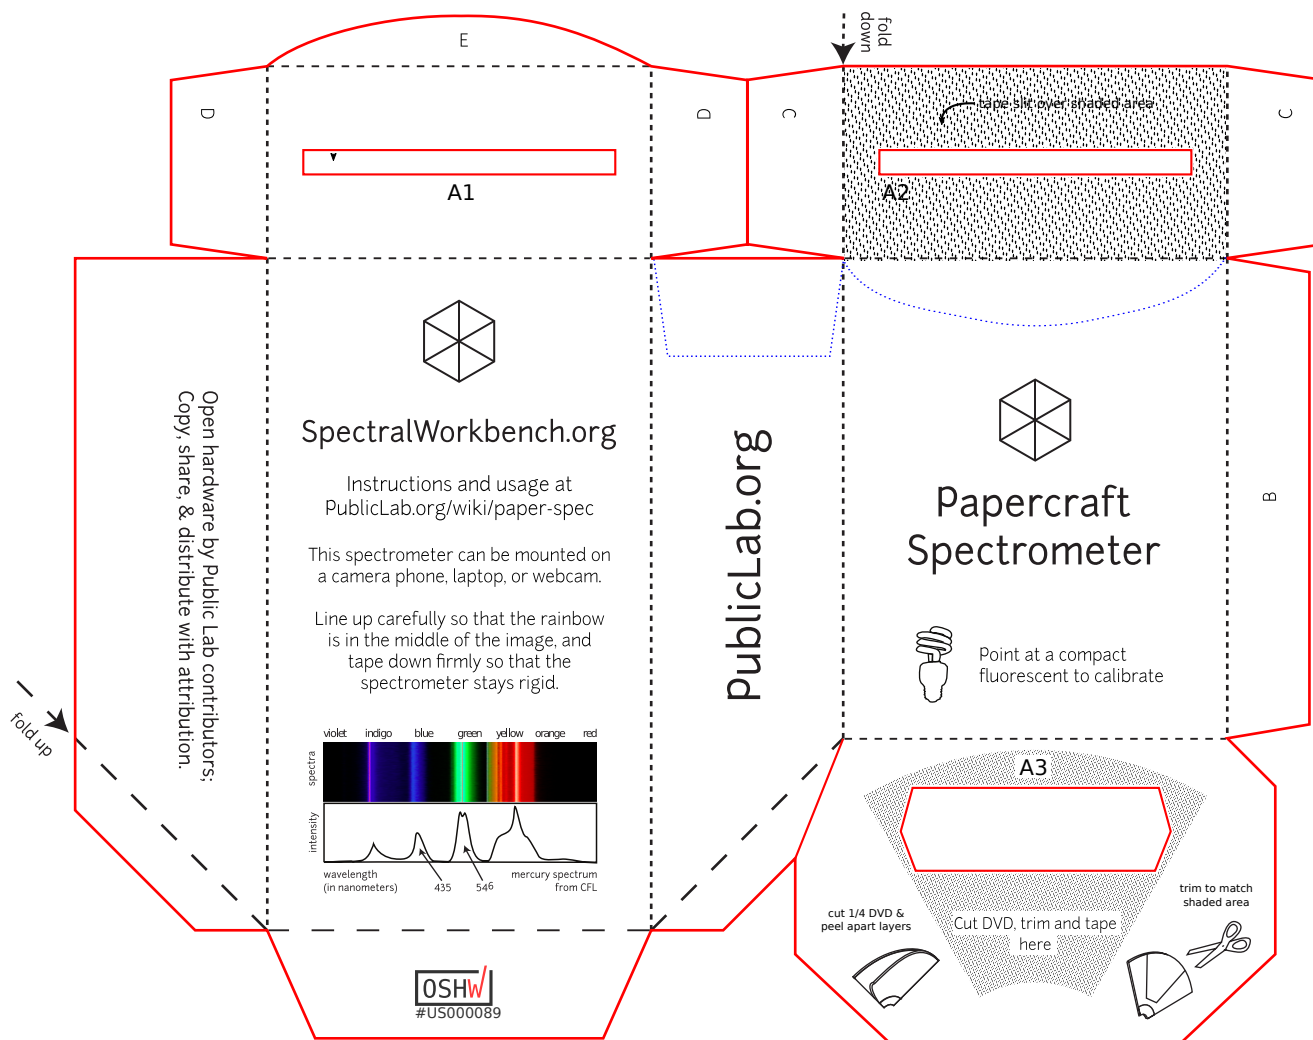 E
fold
down
D
D
C
C
tape slit over shaded area
A1
A2
Open hardware by Public Lab contributors;
Copy, share, & distribute with attribution.
fold up
SpectralWorkbench.org
Instructions and usage at
PublicLab.org/wiki/paper-spec
This spectrometer can be mounted on
a camera phone, laptop, or webcam.
Line up carefully so that the rainbow
is in the middle of the image, and
tape down firmly so that the
spectrometer stays rigid.
violet indigo blue green yellow orange red
spectra
intensity
wavelength
(in nanometers)
435
546
mercury spectrum
from CFL
OSHW
#US000089
PublicLab.org
Papercraft
Spectrometer
Point at a compact
fluorescent to calibrate
B
A3
cut 1/4 DVD &
peel apart layers
Cut DVD, trim and tape
here
trim to match
shaded area